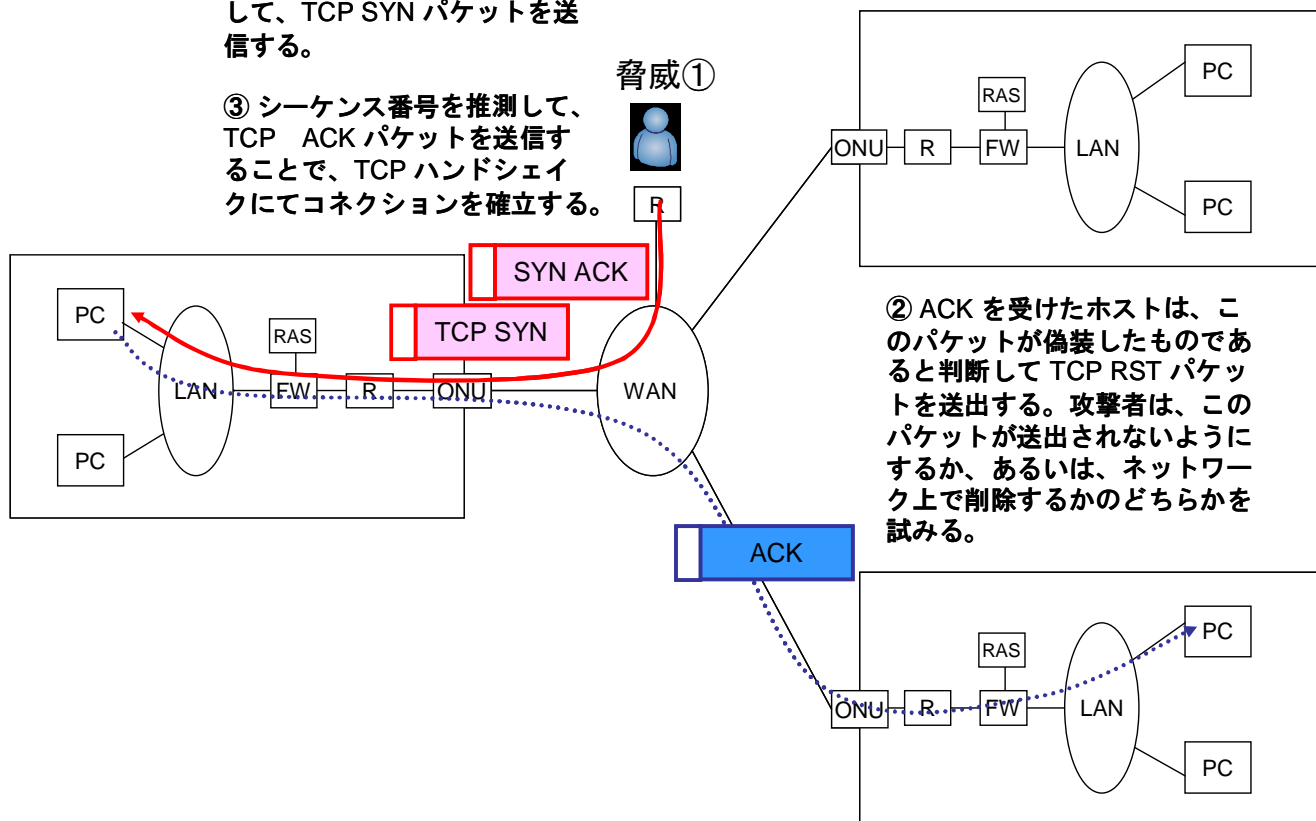 して、TCP SYN パケットを送
信する。
③ シーケンス番号を推測して、
TCP ACK パケットを送信す
ることで、TCP ハンドシェイ
クにてコネクションを確立する。
脅威①
R
PC
RAS
ONU
R
FW
LAN
PC
SYN ACK
TCP SYN
PC
RAS
LAN
FW
R
ONU
WAN
PC
② ACK を受けたホストは、こ
のパケットが偽装したものであ
ると判断して TCP RST パケッ
トを送出する。攻撃者は、この
パケットが送出されないように
するか、あるいは、ネットワー
ク上で削除するかのどちらかを
試みる。
ACK
PC
RAS
ONU
R
FW
LAN
PC